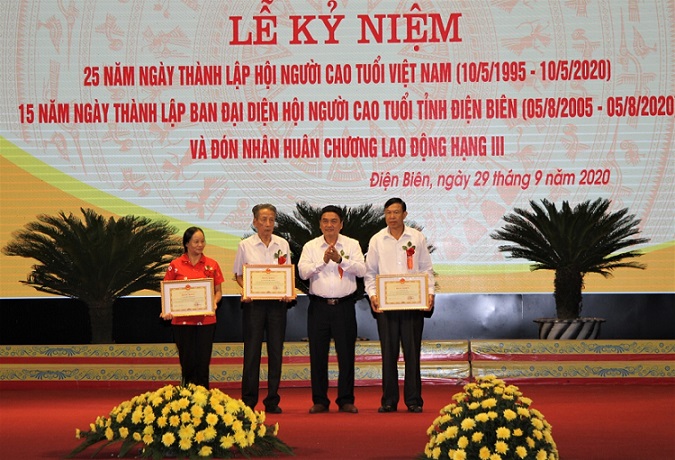 LỄ KỶ NIỆM
25 NĂM NGÀY THÀNH LẬP HỘI NGƯỜI CAO TUỔI VIỆT NAM (10/5/1995 - 10/5/2020)
15 NĂM NGÀY THÀNH LẬP BAN ĐẠI DIỆN HỘI NGƯỜI CAO TUỔI TỈNH ĐIỆN BIÊN (05/8/2005 - 05/8/2020)
VÀ ĐÓN NHẬN HUÂN CHƯƠNG LAO ĐỘNG HẠNG III
Điện Biên, ngày 29 tháng 9 năm 2020